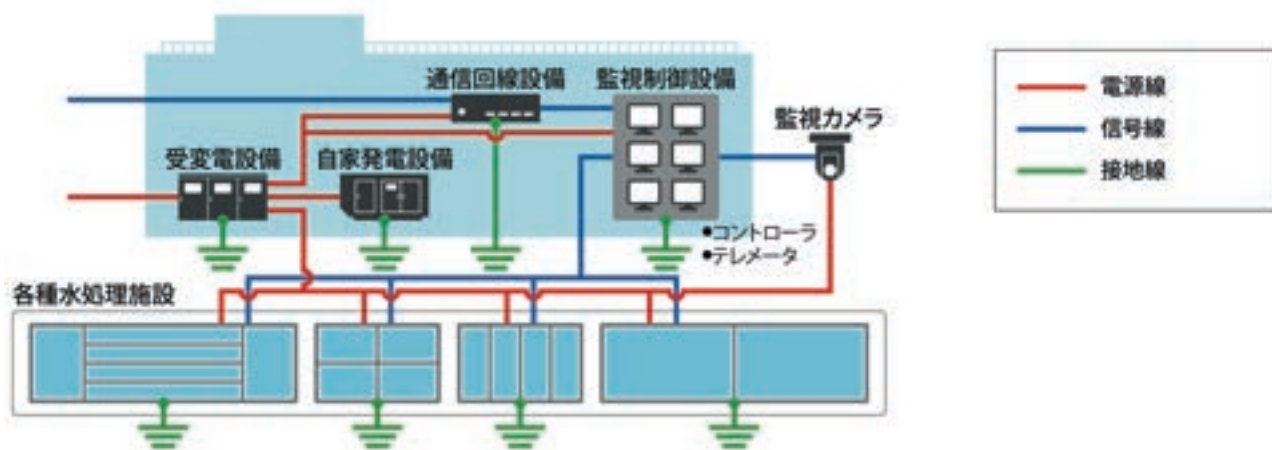 通信回線設備
監視制御設備
監視カメラ
受変電設備
自家発電設備
●コントローラ
●テレメータ
各種水処理施設
電源線
信号線
接地線